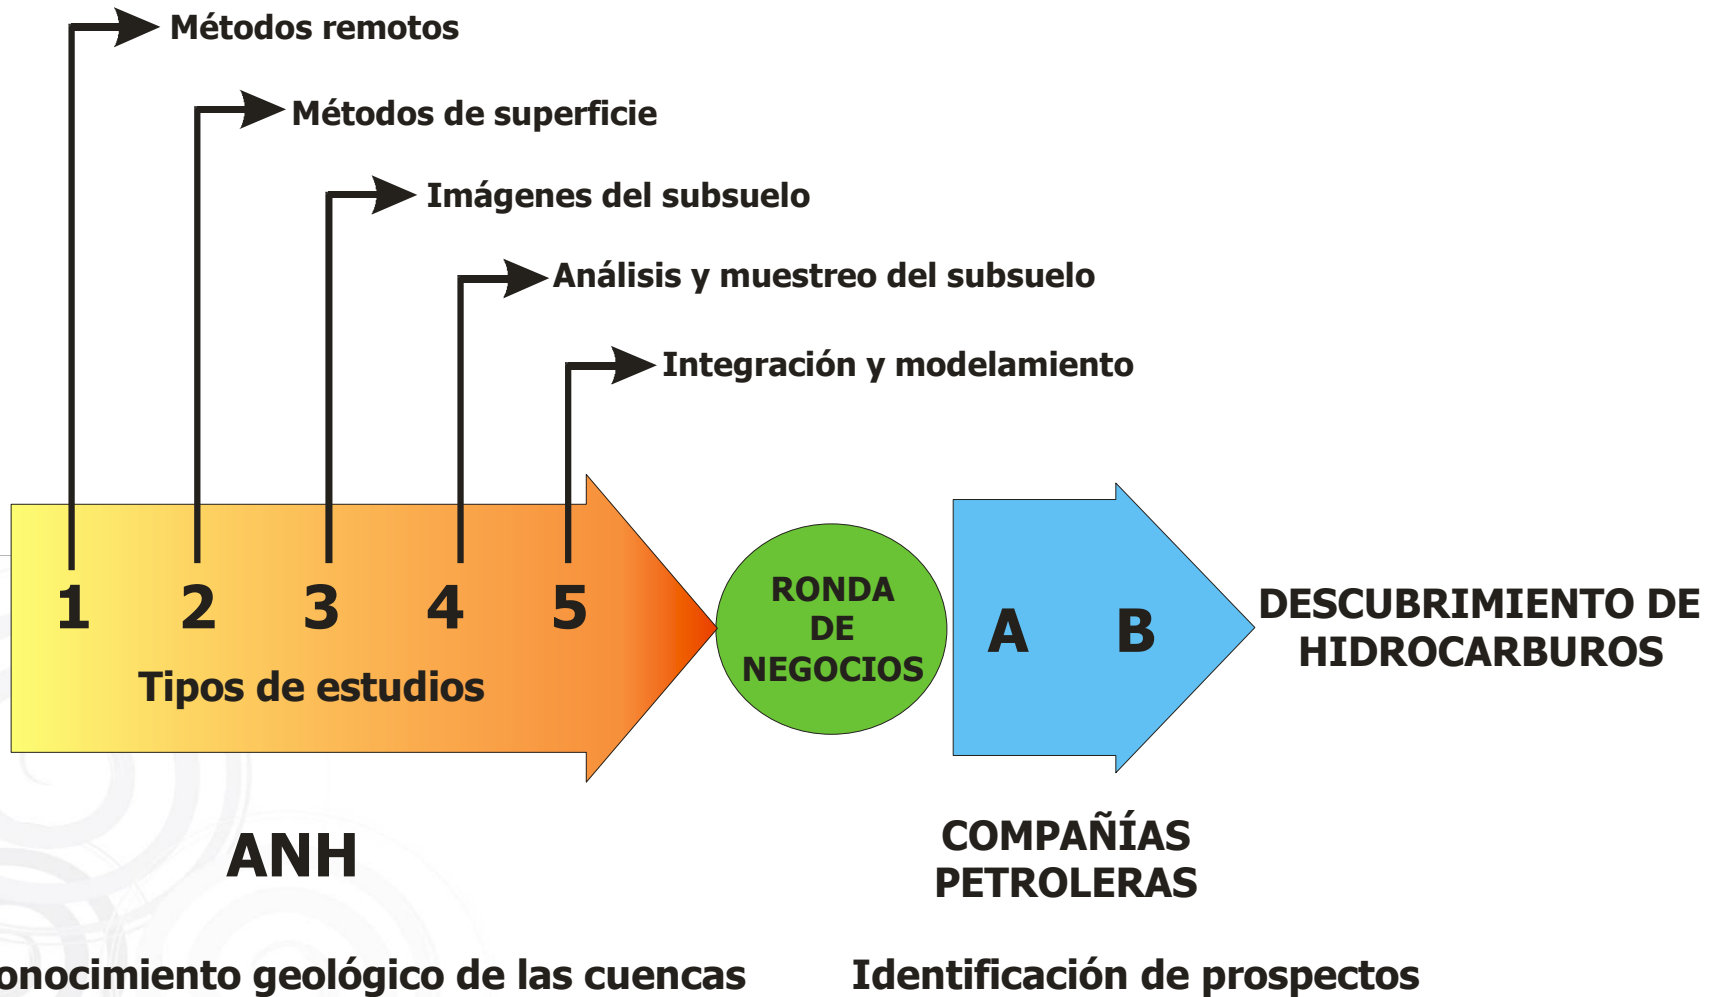 Métodos remotos
Métodos de superficie
Imágenes del subsuelo
Análisis y muestreo del subsuelo
Integración y modelamiento
1 2 3 4 5
Tipos de estudios
RONDA
DE
NEGOCIOS
A B
DESCUBRIMIENTO DE
HIDROCARBUROS
ANH
COMPAÑÍAS
PETROLERAS
onocimiento geológico de las cuencas
Identificación de prospectos